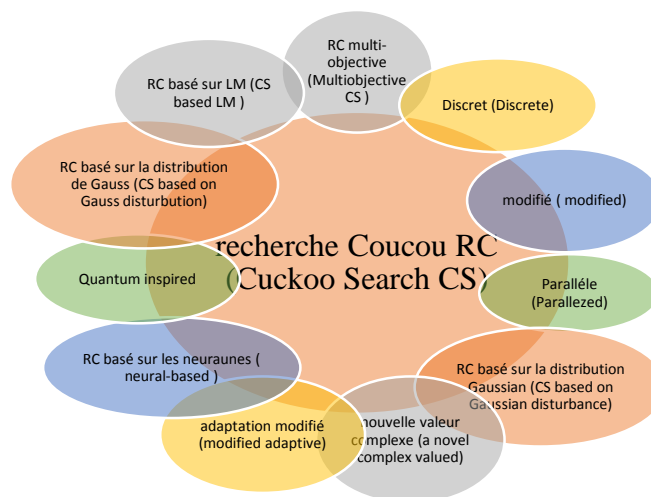 RC multi-
objective
(Multiobjective
CS )
Discret (Discrete)
modifié ( modified)
Paralléle
(Parallezed)
RC basé sur la distribution
Gaussian (CS based on
Gaussian disturbance)
nouvelle valeur
complexe (a novel
complex valued)
adaptation modifié
(modified adaptive)
RC basé sur les neuraunes (
neural-based )
Quantum inspired
RC basé sur la distribution
de Gauss (CS based on
Gauss disturbution)
RC basé sur LM (CS
based LM )
recherche Coucou RC
(Cuckoo Search CS)